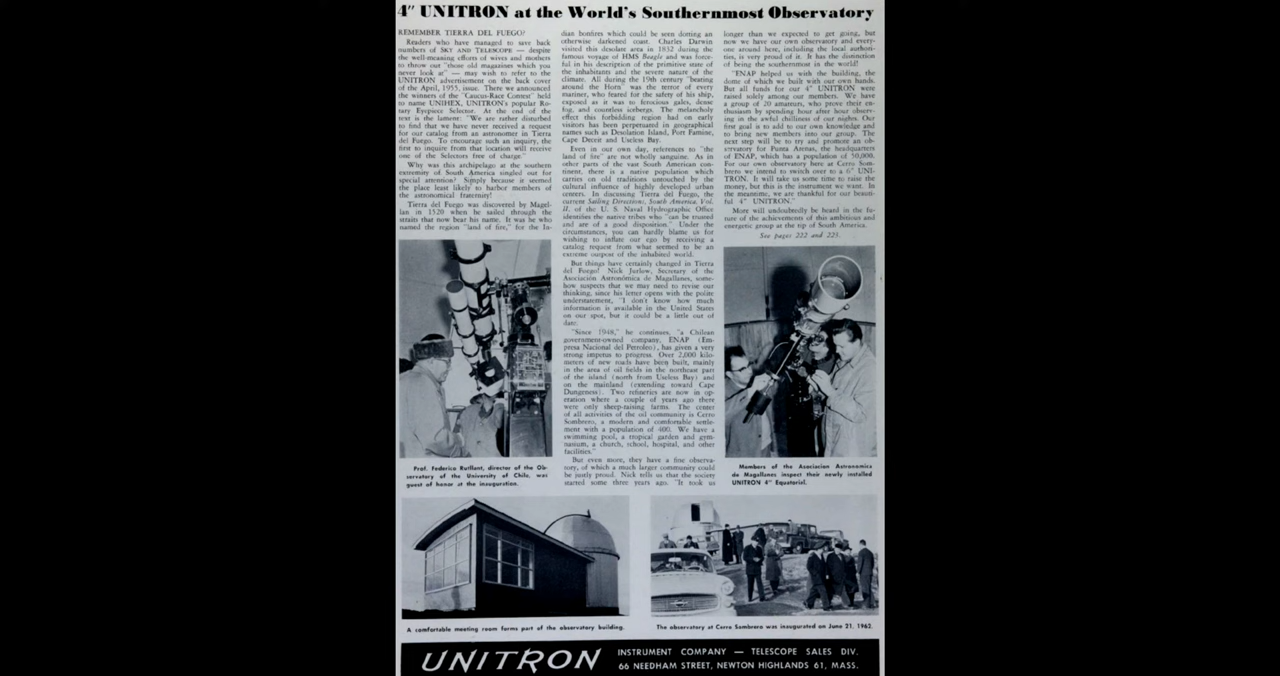 4" UNITRON at the World's Southernmost Observatory
REMEMBER TIERRA DEL FUEGO?
Readers who have managed to save back
numbers of SKY AND TELESCOPE — despite
the well-meaning efforts of wives and mothers
to throw out "those old magazines which you
never look at" — may wish to refer to the
UNITRON advertisement on the back cover
of the April, 1955, issue. There we announced
the winners of the "Caucus-Race Contest" held
to name UNIHEX, UNITRON'S popular Ro-
tary Eyepiece Selector. At the end of the
text is the lament: "We are rather disturbed
to find that we have never received a request
for our catalog from an astronomer in Tierra
del Fuego. To encourage such an inquiry, the
first to inquire from that location will receive
one of the Selectors free of charge."
Why was this archipelago at the southern
extremity of South America singled out for
special attention? Simply because it seemed
the place least likely to harbor members of
the astronomical fraternity!
Tierra del Fuego was discovered by Magel-
lan in 1520 when he sailed through the
straits that now bear his name. It was he who
named the region "land of fire," for the In-
dian bonfires which could be seen dotting an
otherwise darkened coast. Charles Darwin
visited this desolate area in 1832 during the
famous voyage of HMS Beagle and was force-
ful in his description of the primitive state of
the inhabitants and the severe nature of the
climate. All during the 19th century "beating
around the Horn" was the terror of every
mariner, who feared for the safety of his ship,
exposed as it was to ferocious gales, dense
fog, and countless icebergs. The melancholy
effect this forbidding region had on early
visitors has been perpetuated in geographical
names such as Desolation Island, Port Famine,
Cape Deceit and Useless Bay.
Even in our own day, references to "the
land of fire" are not wholly sanguine. As in
other parts of the vast South American con-
tinent, there is a native population which
carries on old traditions untouched by the
cultural influence of highly developed urban
centers. In discussing Tierra del Fuego, the
current Sailing Directions, South America, Vol.
II, of the U. S. Naval Hydrographic Office
identifies the native tribes who "can be trusted
and are of a good disposition." Under the
circumstances, you can hardly blame us for
wishing to inflate our ego by receiving a
catalog request from what seemed to be an
extreme outpost of the inhabited world.
But things have certainly changed in Tierra
del Fuego! Nick Jurlow, Secretary of the
Asociación Astronómica de Magallanes, some-
how suspects that we may need to revise our
thinking, since his letter opens with the polite
understatement, "I don't know how much
information is available in the United States
on our spot, but it could be a little out of
date.
"Since 1948," he continues, "a Chilean
government-owned company, ENAP (Em-
presa Nacional del Petroleo), has given a very
strong impetus to progress. Over 2,000 kilo-
meters of new roads have been built, mainly
in the area of oil fields in the northeast part
of the island (north from Useless Bay) and
on the mainland (extending toward Cape
Dungeness). Two refineries are now in op-
eration where a couple of years ago there
were only sheep-raising farms. The center
of all activities of the oil community is Cerro
Sombrero, a modern and comfortable settle-
ment with a population of 400. We have a
swimming pool, a tropical garden and gym-
nasium, a church, school, hospital, and other
facilities."
But even more, they have a fine observa-
tory, of which a much larger community could
be justly proud. Nick tells us that the society
started some three years ago. "It took us
longer than we expected to get going, but
now we have our own observatory and every-
one around here, including the local authori-
ties, is very proud of it. It has the distinction
of being the southernmost in the world!
"ENAP helped us with the building, the
dome of which we built with our own hands.
But all funds for our 4" UNITRON were
raised solely among our members. We have
a group of 20 amateurs, who prove their en-
thusiasm by spending hour after hour observ-
ing in the awful chilliness of our nights. Our
first goal is to add to our own knowledge and
to bring new members into our group. The
next step will be to try and promote an ob-
servatory for Punta Arenas, the headquarters
of ENAP, which has a population of 50,000.
For our own observatory here at Cerro Som-
brero we intend to switch over to a 6" UNI-
TRON. It will take us some time to raise the
money, but this is the instrument we want. In
the meantime, we are thankful for our beauti-
ful 4" UNITRON."
More will undoubtedly be heard in the fu-
ture of the achievements of this ambitious and
energetic group at the tip of South America.
See pages 222 and 223.
Prof. Federico Rutllant, director of the Ob-
servatory of the University of Chile, was
guest of honor at the inauguration.
Members of the Asociacion Astronomica
de Magallanes inspect their newly installed
UNITRON 4" Equatorial.
A comfortable meeting room forms part of the observatory building.
The observatory at Cerro Sombrero was inaugurated on June 21, 1962.
UNITRON
INSTRUMENT COMPANY — TELESCOPE SALES DIV.
66 NEEDHAM STREET, NEWTON HIGHLANDS 61, MASS.